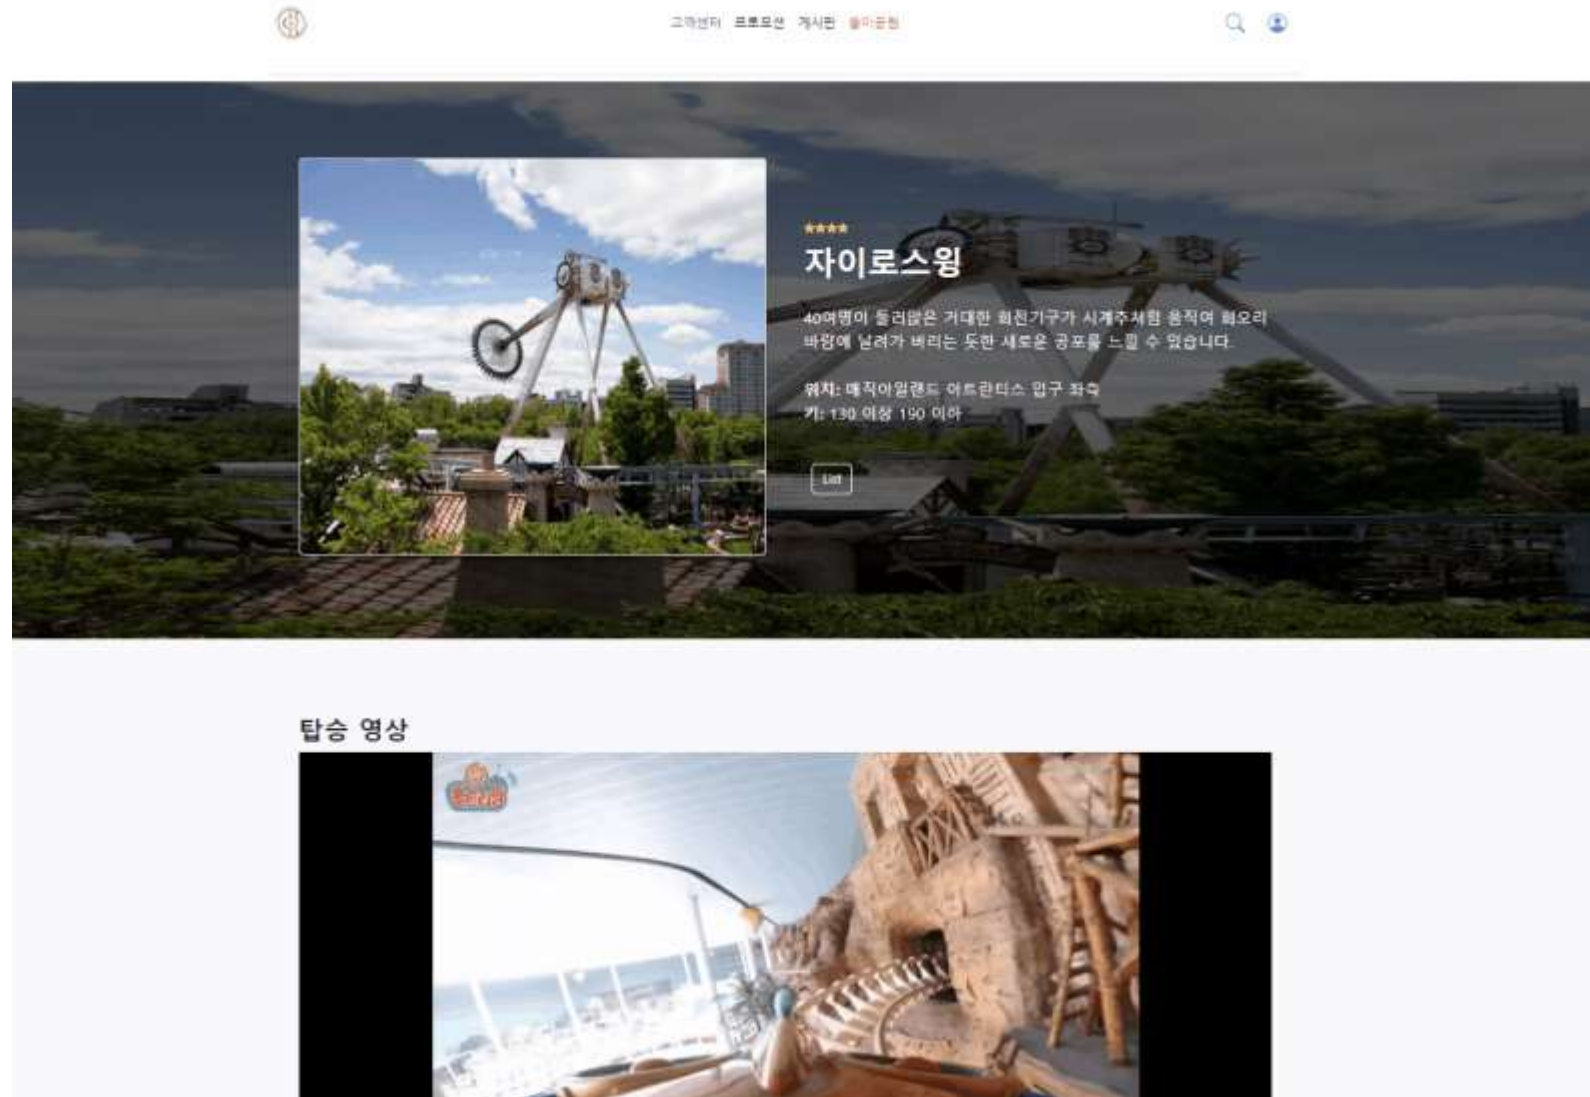 고객센터 프로모션 게시판 놀이공원
자이로스윙
40여명이 둘러앉은 거대한 회전기구가 시계추처럼 움직여 회오리
바람에 날려가 버리는 듯한 새로운 공포를 느낄 수 있습니다.
위치: 매직아일랜드 아트란티스 입구 좌측
키: 130 이상 190 이하
List
탑승 영상